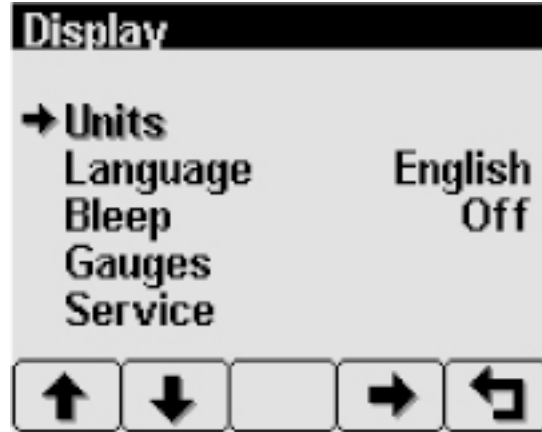 Display
Units
Language English
Bleep Off
Gauges
Service